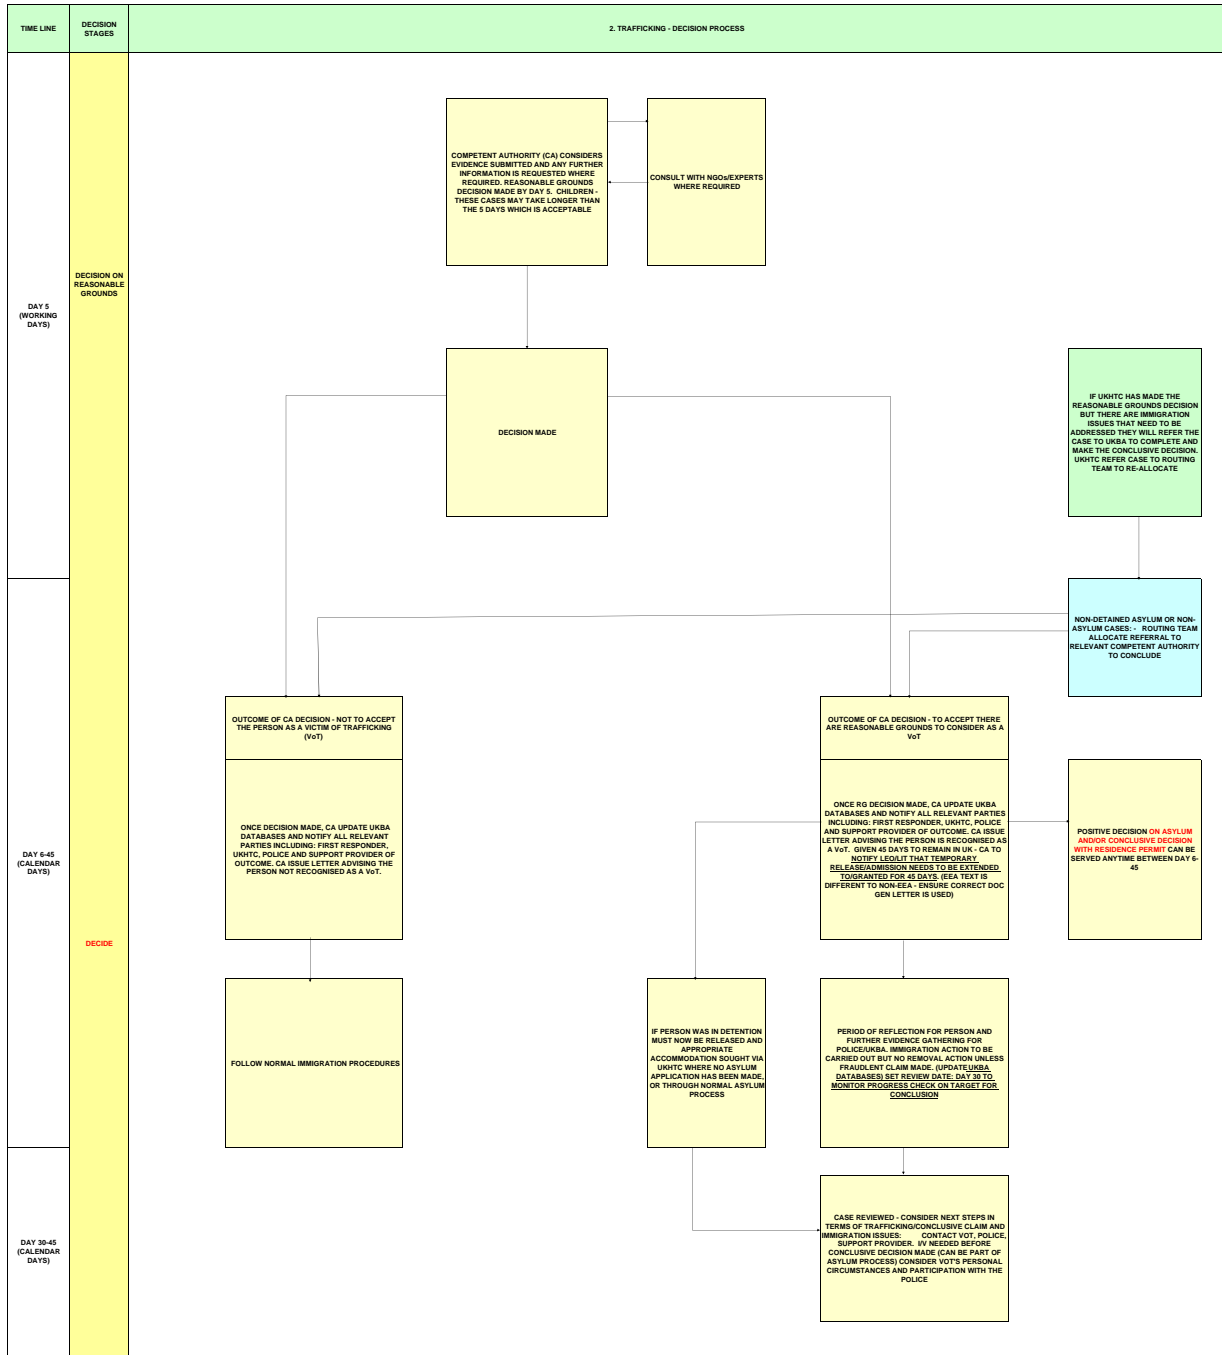 TIME LINE
DECISION
STAGES
2. TRAFFICKING - DECISION PROCESS
COMPETENT AUTHORITY (CA) CONSIDERS
EVIDENCE SUBMITTED AND ANY FURTHER
INFORMATION IS REQUESTED WHERE
REQUIRED. REASONABLE GROUNDS
DECISION MADE BY DAY 5. CHILDREN -
THESE CASES MAY TAKE LONGER THAN
THE 5 DAYS WHICH IS ACCEPTABLE
CONSULT WITH NGOs/EXPERTS
WHERE REQUIRED
DECISION ON
REASONABLE
GROUNDS
DAY 5
(WORKING
DAYS)
DECISION MADE
IF UKHTC HAS MADE THE
REASONABLE GROUNDS DECISION
BUT THERE ARE IMMIGRATION
ISSUES THAT NEED TO BE
ADDRESSED THEY WILL REFER THE
CASE TO UKBA TO COMPLETE AND
MAKE THE CONCLUSIVE DECISION.
UKHTC REFER CASE TO ROUTING
TEAM TO RE-ALLOCATE
NON-DETAINED ASYLUM OR NON-
ASYLUM CASES: - ROUTING TEAM
ALLOCATE REFERRAL TO
RELEVANT COMPETENT AUTHORITY
TO CONCLUDE
OUTCOME OF CA DECISION - NOT TO ACCEPT
THE PERSON AS A VICTIM OF TRAFFICKING
(VoT)
OUTCOME OF CA DECISION - TO ACCEPT THERE
ARE REASONABLE GROUNDS TO CONSIDER AS A
VoT
ONCE DECISION MADE, CA UPDATE UKBA
DATABASES AND NOTIFY ALL RELEVANT
PARTIES INCLUDING: FIRST RESPONDER,
UKHTC, POLICE AND SUPPORT PROVIDER OF
OUTCOME. CA ISSUE LETTER ADVISING THE
PERSON NOT RECOGNISED AS A VoT.
ONCE RG DECISION MADE, CA UPDATE UKBA
DATABASES AND NOTIFY ALL RELEVANT PARTIES
INCLUDING: FIRST RESPONDER, UKHTC, POLICE
AND SUPPORT PROVIDER OF OUTCOME. CA ISSUE
LETTER ADVISING THE PERSON IS RECOGNISED AS
A VoT. GIVEN 45 DAYS TO REMAIN IN UK - CA TO
NOTIFY LEO/LIT THAT TEMPORARY
RELEASE/ADMISSION NEEDS TO BE EXTENDED
TO/GRANTED FOR 45 DAYS. (EEA TEXT IS
DIFFERENT TO NON-EEA - ENSURE CORRECT DOC
GEN LETTER IS USED)
POSITIVE DECISION ON ASYLUM
AND/OR CONCLUSIVE DECISION
WITH RESIDENCE PERMIT CAN BE
SERVED ANYTIME BETWEEN DAY 6-
45
DAY 6-45
(CALENDAR
DAYS)
DECIDE
FOLLOW NORMAL IMMIGRATION PROCEDURES
IF PERSON WAS IN DETENTION
MUST NOW BE RELEASED AND
APPROPRIATE
ACCOMMODATION SOUGHT VIA
UKHTC WHERE NO ASYLUM
APPLICATION HAS BEEN MADE,
OR THROUGH NORMAL ASYLUM
PROCESS
PERIOD OF REFLECTION FOR PERSON AND
FURTHER EVIDENCE GATHERING FOR
POLICE/UKBA. IMMIGRATION ACTION TO BE
CARRIED OUT BUT NO REMOVAL ACTION UNLESS
FRAUDLENT CLAIM MADE. (UPDATE UKBA
DATABASES) SET REVIEW DATE: DAY 30 TO
MONITOR PROGRESS CHECK ON TARGET FOR
CONCLUSION
DAY 30-45
(CALENDAR
DAYS)
CASE REVIEWED - CONSIDER NEXT STEPS IN
TERMS OF TRAFFICKING/CONCLUSIVE CLAIM AND
IMMIGRATION ISSUES: CONTACT VOT, POLICE,
SUPPORT PROVIDER. I/V NEEDED BEFORE
CONCLUSIVE DECISION MADE (CAN BE PART OF
ASYLUM PROCESS) CONSIDER VOT'S PERSONAL
CIRCUMSTANCES AND PARTICIPATION WITH THE
POLICE